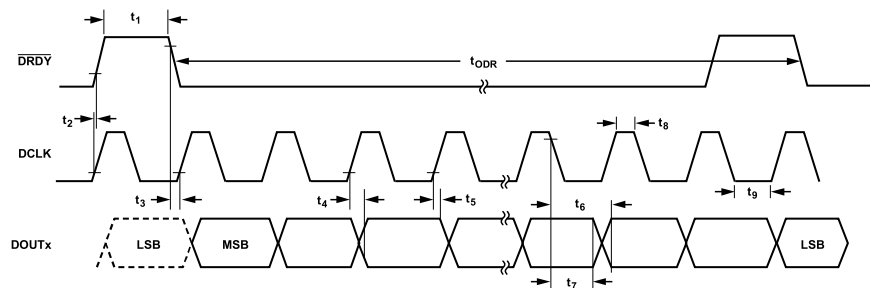 t1
DRDY
tODR
t2
t8
DCLK
t3
t4
t5
t6
t9
DOUTx
LSB
MSB
LSB
t7